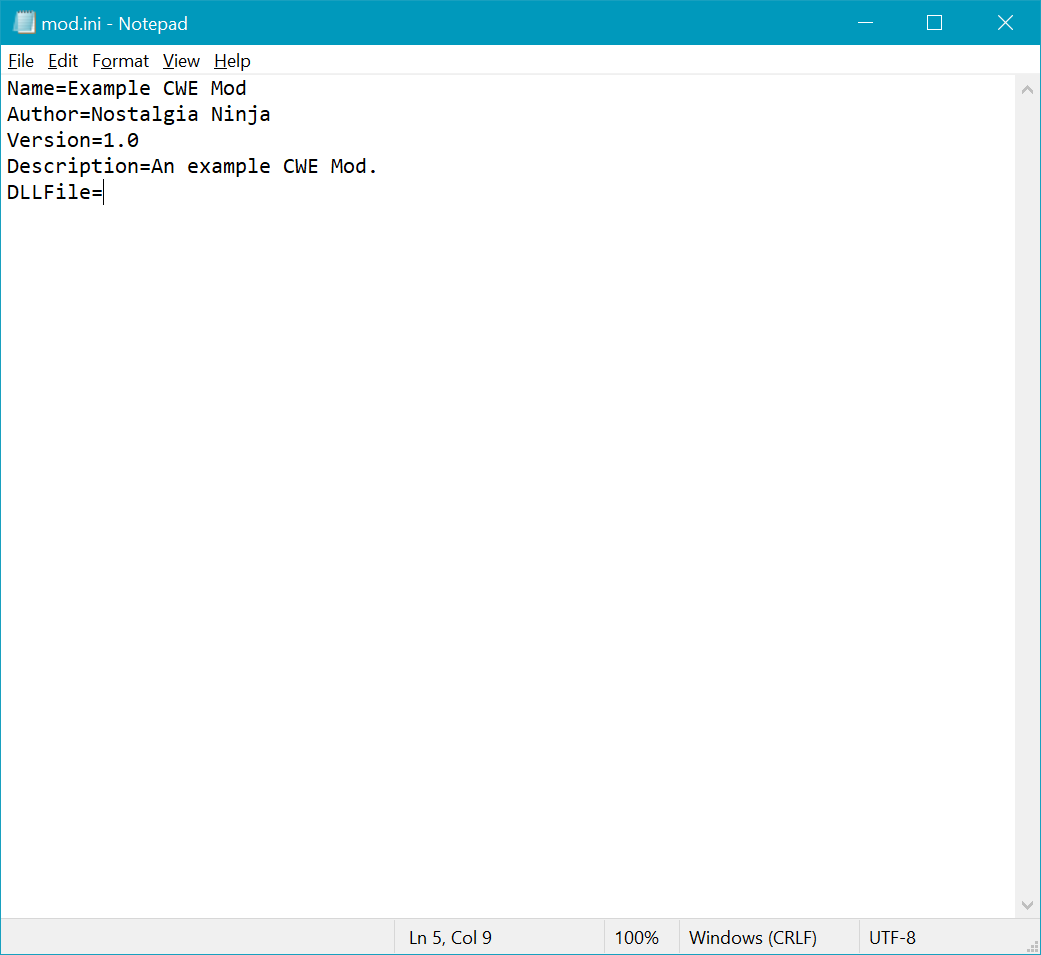 mod.ini - Notepad
File Edit Format View Help
Name=Example CWE Mod
Author=Nostalgia Ninja
Version=1.0
Description=An example CWE Mod.
DLLFile=
Ln 5, Col 9 100% Windows (CRLF) UTF-8